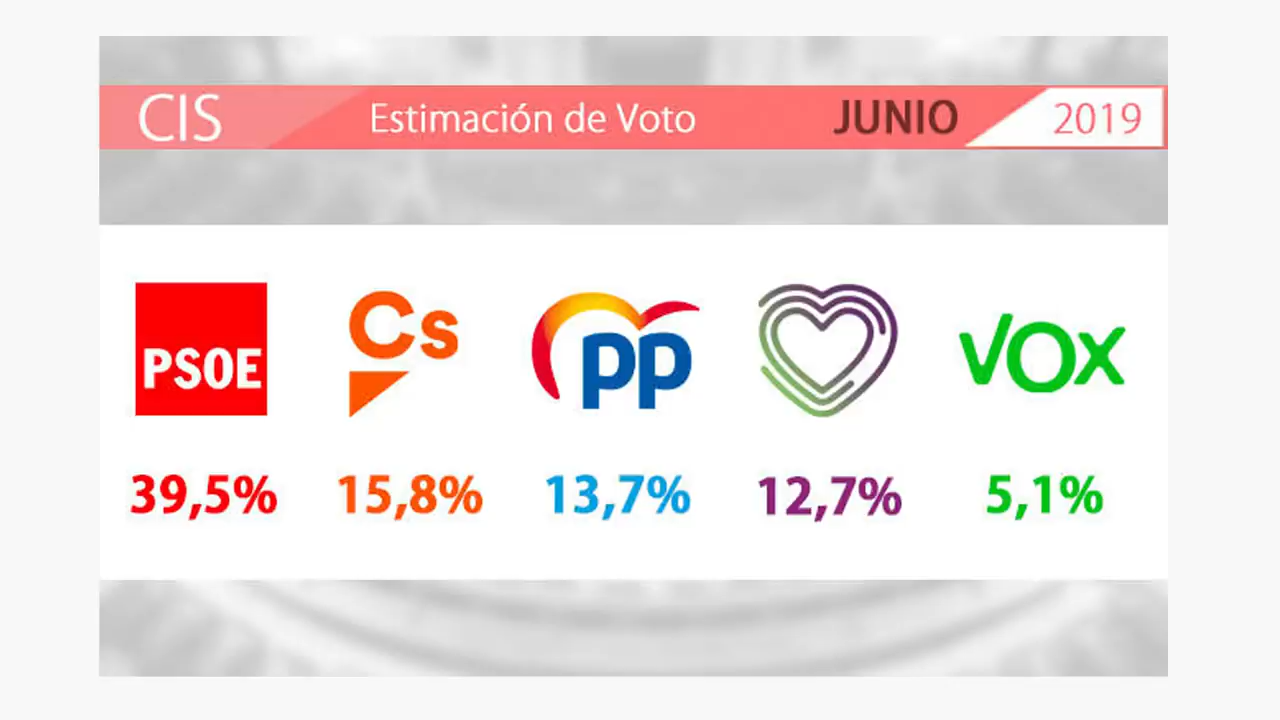 CIS Estimación de Voto JUNIO 2019
PSOE Cs pp VOX
39,5% 15,8% 13,7% 12,7% 5,1%